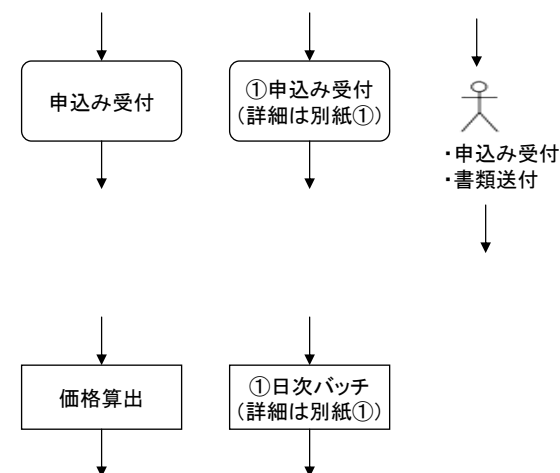 申込み受付
①申込み受付
(詳細は別紙①)
・申込み受付
・書類送付
価格算出
①日次バッチ
(詳細は別紙①)